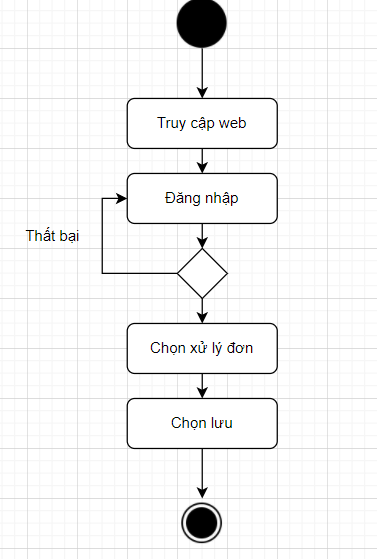 Truy cập web
Đăng nhập
Thất bại
Chọn xử lý đơn
Chọn lưu